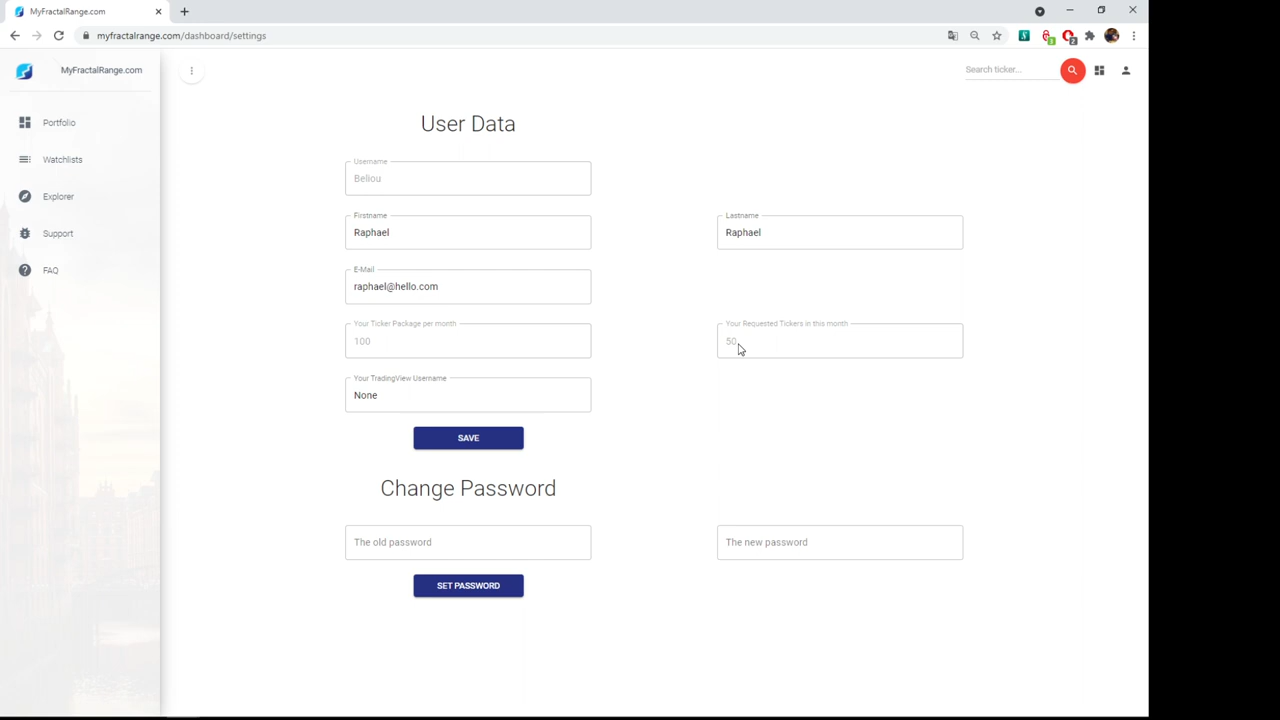 MyFractalRange.com
myfractalrange.com/dashboard/settings
MyFractalRange.com
Search ticker...
Portfolio
Watchlists
Explorer
Support
FAQ
User Data
Username
Beliou
Firstname
Raphael
Lastname
Raphael
E-Mail
raphael@hello.com
Your Ticker Package per month
100
Your Requested Tickers in this month
50
Your TradingView Username
None
SAVE
Change Password
The old password
The new password
SET PASSWORD